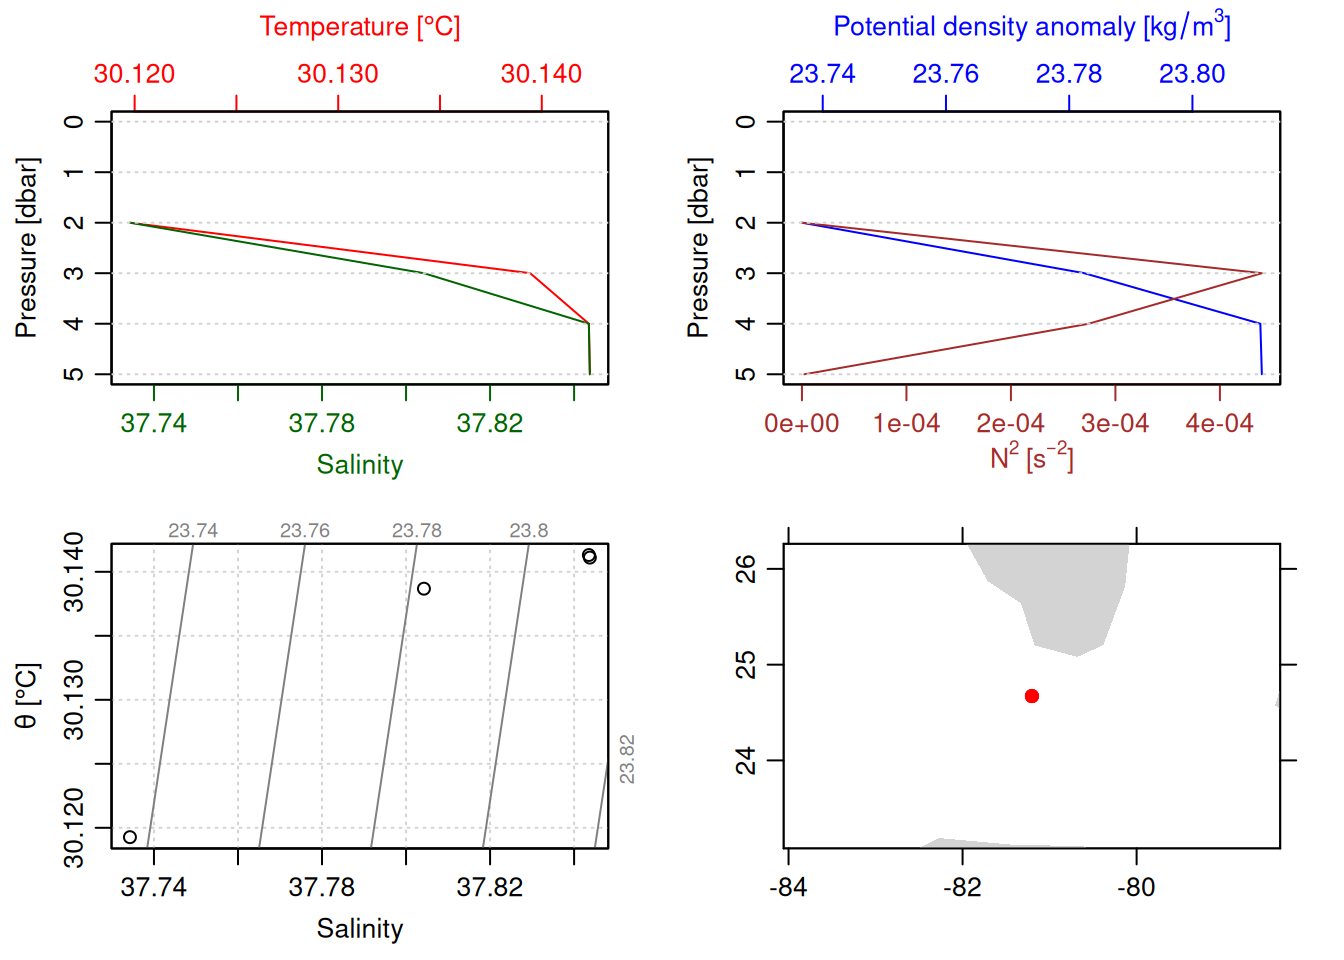 Temperature [°C]
30.120 30.130 30.140
Pressure [dbar]
0 1 2 3 4 5
37.74 37.78 37.82
Salinity
Potential density anomaly [kg/m³]
23.74 23.76 23.78 23.80
Pressure [dbar]
0 1 2 3 4 5
0e+00 1e-04 2e-04 3e-04 4e-04
N² [s⁻²]
23.74 23.76 23.78 23.8
23.82
θ [°C]
30.120 30.130 30.140
37.74 37.78 37.82
Salinity
26
25
24
-84 -82 -80